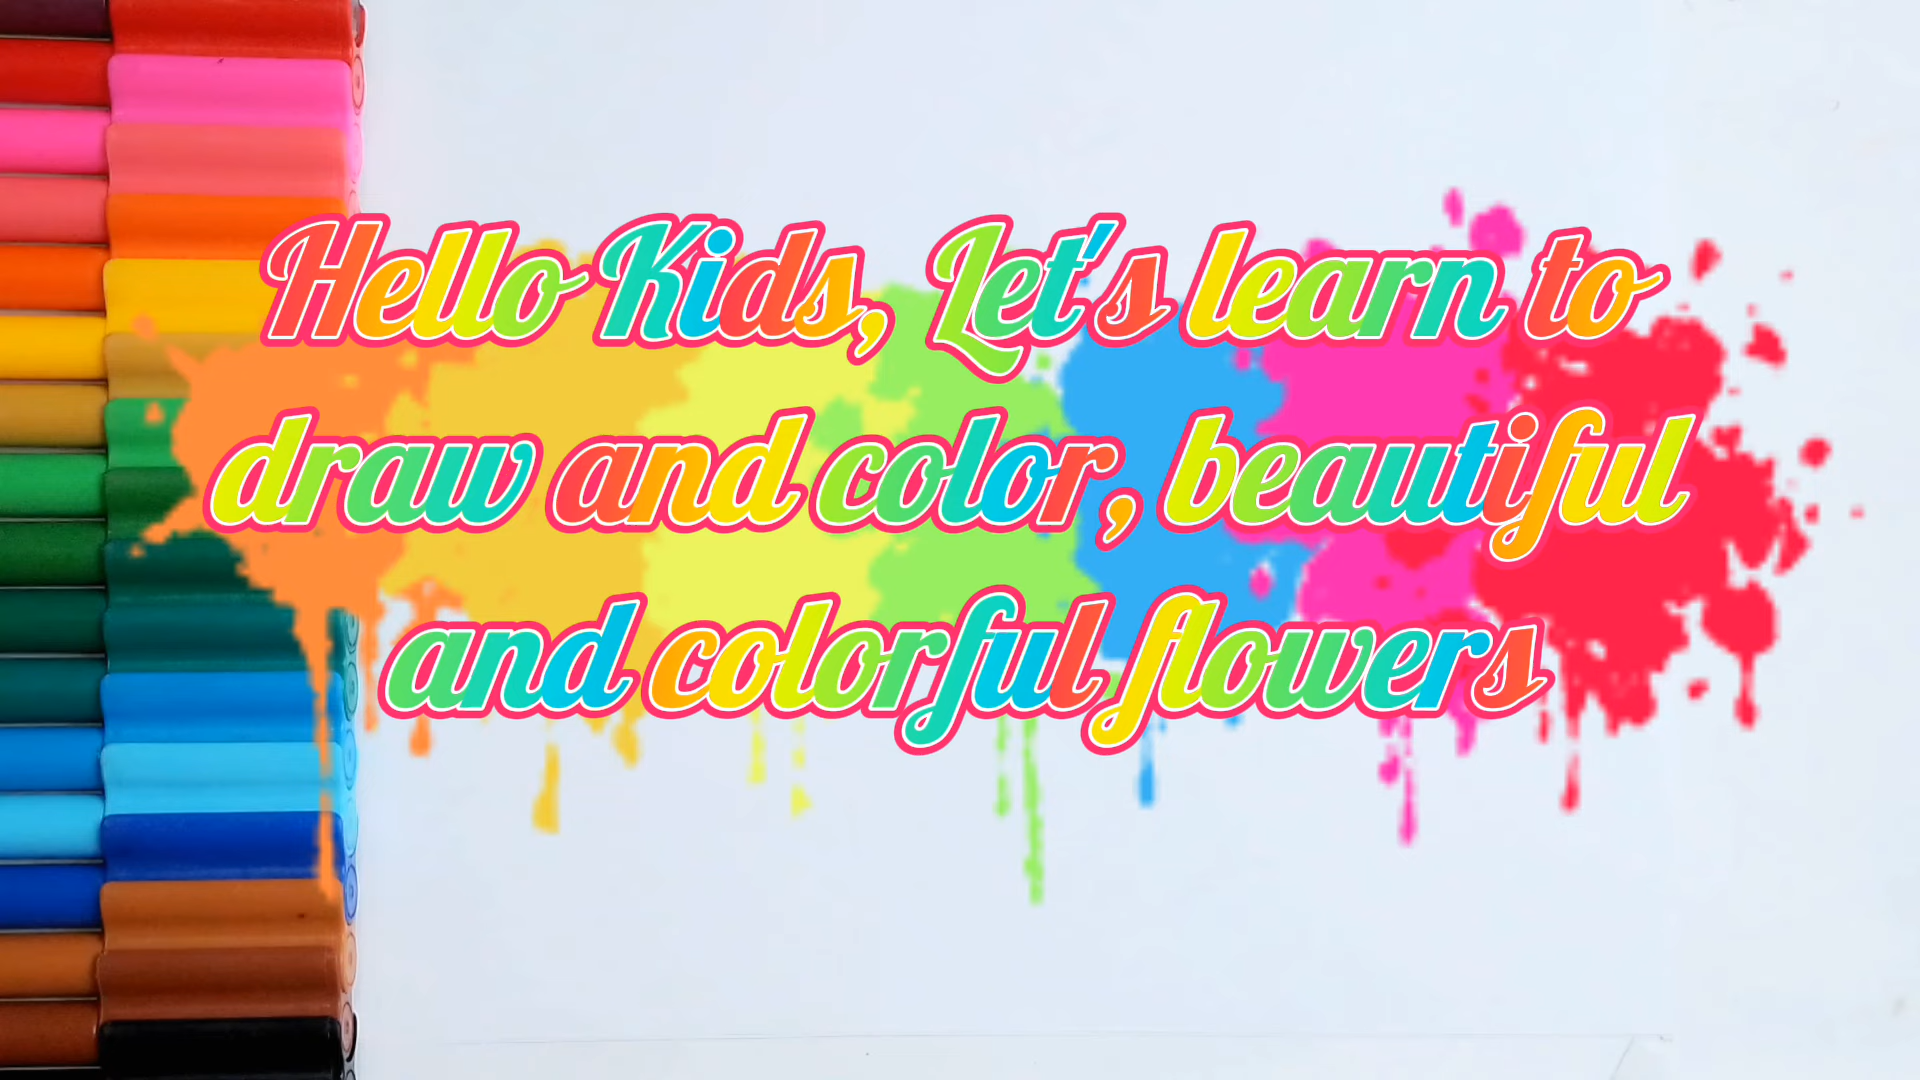 Hello Kids, Let's learn to
draw and color, beautiful
and colorful flowers